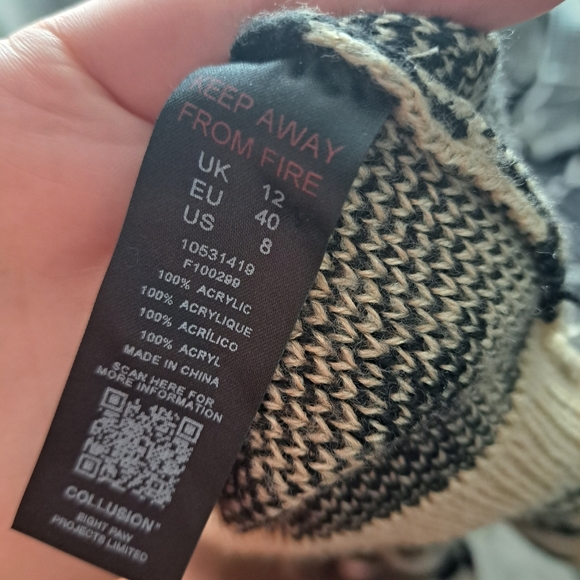 KEEP AWAY
FROM FIRE
UK 12
EU 40
US 8
10531419
F100299
100% ACRYLIC
100% ACRYLIQUE
100% ACRÍLICO
100% ACRYL
MADE IN CHINA
SCAN HERE FOR
MORE INFORMATION
COLLUSION™
EIGHT PAW
PROJECTS LIMITED